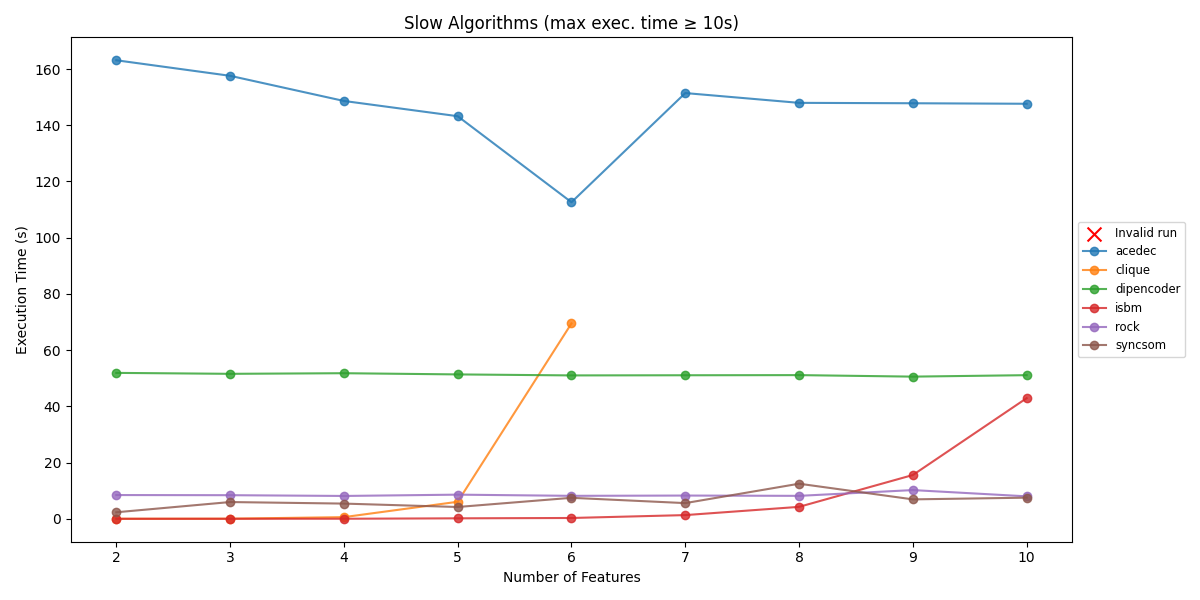 Slow Algorithms (max exec. time ≥ 10s)
Execution Time (s)
160
140
120
100
80
60
40
20
0
2 3 4 5 6 7 8 9 10
Number of Features
Invalid run
acedec
clique
dipencoder
isbm
rock
syncsom